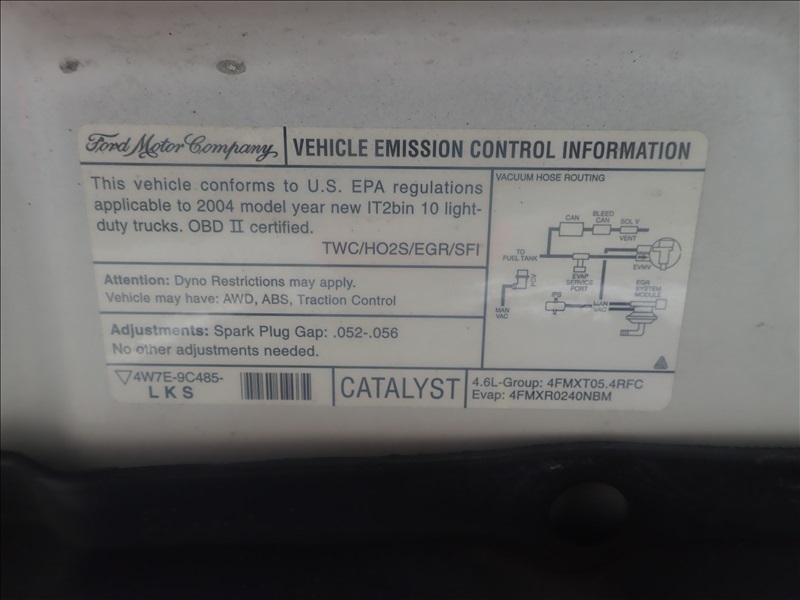 Ford Motor Company
VEHICLE EMISSION CONTROL INFORMATION
This vehicle conforms to U.S. EPA regulations
applicable to 2004 model year new IT2bin 10 light-
duty trucks. OBD II certified.
TWC/HO2S/EGR/SFI
Attention: Dyno Restrictions may apply.
Vehicle may have: AWD, ABS, Traction Control
Adjustments: Spark Plug Gap: .052-.056
No other adjustments needed.
4W7E-9C485-
L K S
CATALYST
4.6L-Group: 4FMXT05.4RFC
Evap: 4FMXR0240NBM
VACUUM HOSE ROUTING
CAN
BLEED
CAN
SOL V
VENT
TO
FUEL TANK
EVAP
SERVICE
PORT
EVMV
PCV
MAN
VAC
IPS
MAN
VAC
EGR
SYSTEM
MODULE